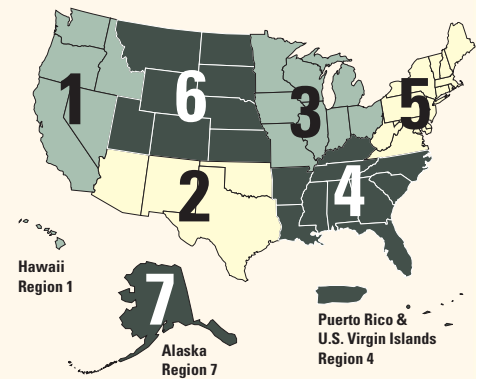 1
6
3
5
2
4
Hawaii
Region 1
7
Alaska
Region 7
Puerto Rico &
U.S. Virgin Islands
Region 4